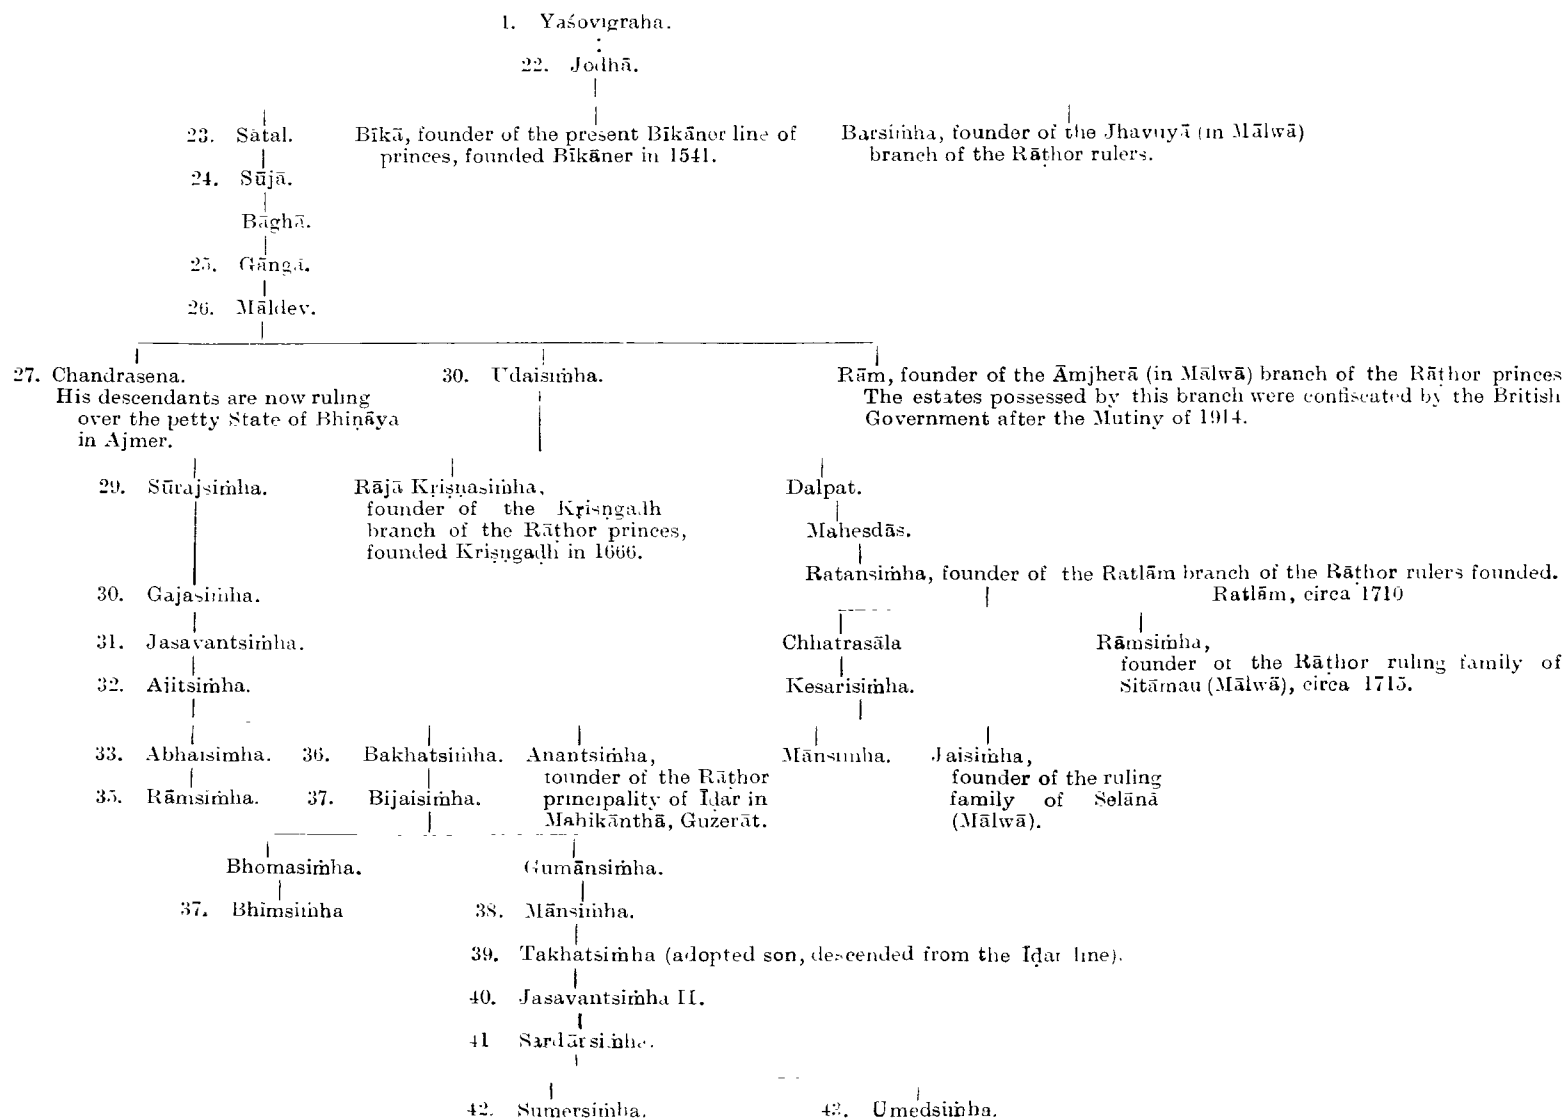 1. Yaśovigraha.
22. Jodhā.
23. Sātal.
Bīkā, founder of the present Bīkāner line of
princes, founded Bīkāner in 1541.
Barsiṁha, founder of the Jhavuyā (in Mālwā)
branch of the Rāṭhor rulers.
24. Sūjā.
Bāghā.
25. Gāngā.
26. Māldev.
27. Chandrasena.
His descendants are now ruling
over the petty State of Bhiṇāya
in Ajmer.
30. Udaisiṁha.
Rām, founder of the Āmjherā (in Mālwā) branch of the Rāṭhor princes
The estates possessed by this branch were confiscated by the British
Government after the Mutiny of 1914.
29. Sūrajsiṁha.
Rājā Kṛiṣṇasiṁha,
founder of the Kṛisṇgadh
branch of the Rāṭhor princes,
founded Kṛiṣṇgaḍh in 1666.
Dalpat.
Mahesdās.
Ratansiṁha, founder of the Ratlām branch of the Rāṭhor rulers founded.
Ratlām, circa 1710
30. Gajasiṁha.
31. Jasavantsiṁha.
Chhatrasāla
Rāmsiṁha,
founder of the Rāṭhor ruling family of
Sitāmau (Mālwā), circa 1715.
32. Ajitsiṁha.
Kesarisiṁha.
33. Abhaisiṁha.
36. Bakhatsiṁha.
Anantsiṁha,
founder of the Rāṭhor
principality of Īḍar in
Mahikānthā, Guzerāt.
Mānsiṁha.
Jaisiṁha,
founder of the ruling
family of Selānā
(Mālwā).
35. Rāmsiṁha.
37. Bijaisiṁha.
Bhomasiṁha.
Gumānsiṁha.
37. Bhīmsiṁha
38. Mānsiṁha.
39. Takhatsiṁha (adopted son, descended from the Īḍar line).
40. Jasavantsiṁha II.
41 Sardārsiṁha.
42. Sumersiṁha.
43. Umedsiṁha.